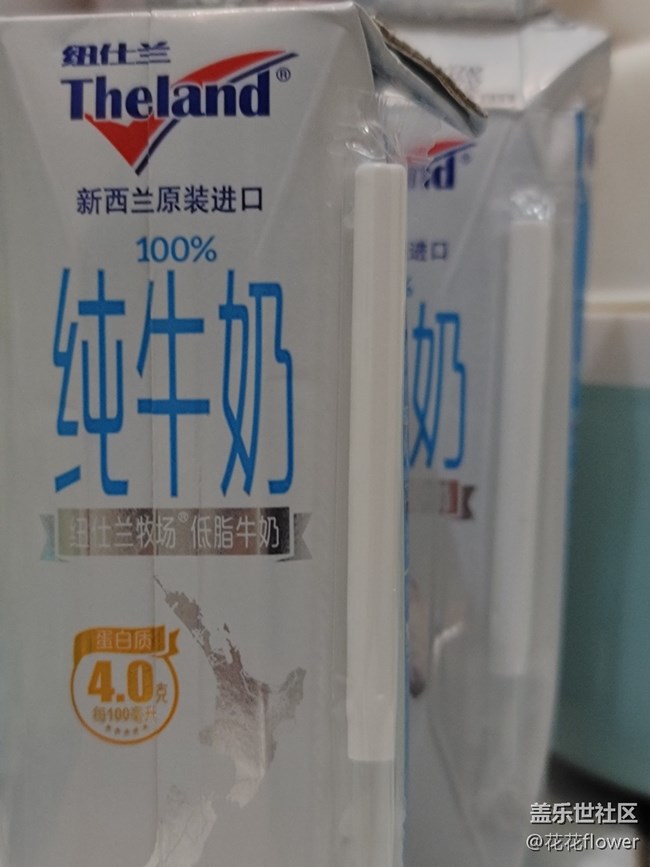 纽仕兰
Theland®
新西兰原装进口
100%
纯牛奶
纽仕兰牧场® 低脂牛奶
蛋白质
4.0克
每100毫升
nd®
进口
%
奶
盖乐世社区
@花花flower